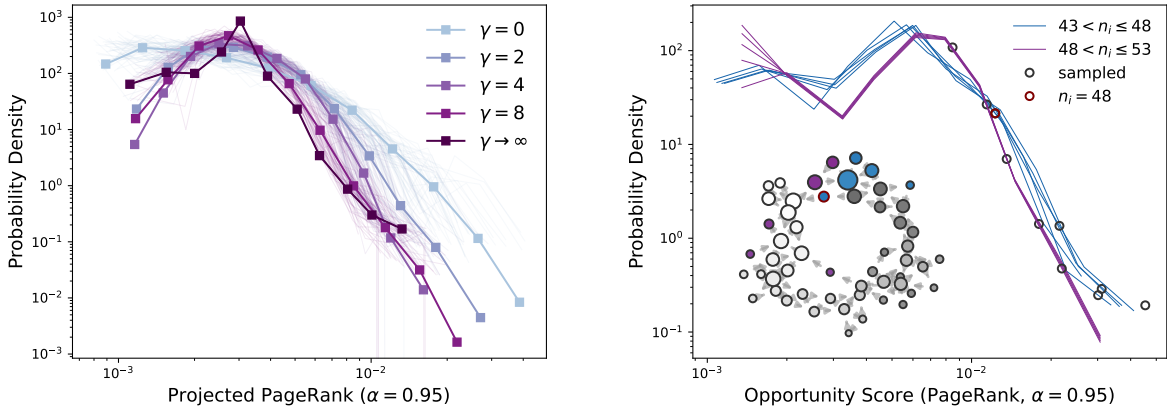 10³
10²
10¹
10⁰
10⁻¹
10⁻²
10⁻³
Probability Density
γ = 0
γ = 2
γ = 4
γ = 8
γ → ∞
10⁻³
10⁻²
Projected PageRank (α = 0.95)
10²
10¹
10⁰
10⁻¹
Probability Density
43 < nᵢ ≤ 48
48 < nᵢ ≤ 53
sampled
nᵢ = 48
10⁻³
10⁻²
Opportunity Score (PageRank, α = 0.95)